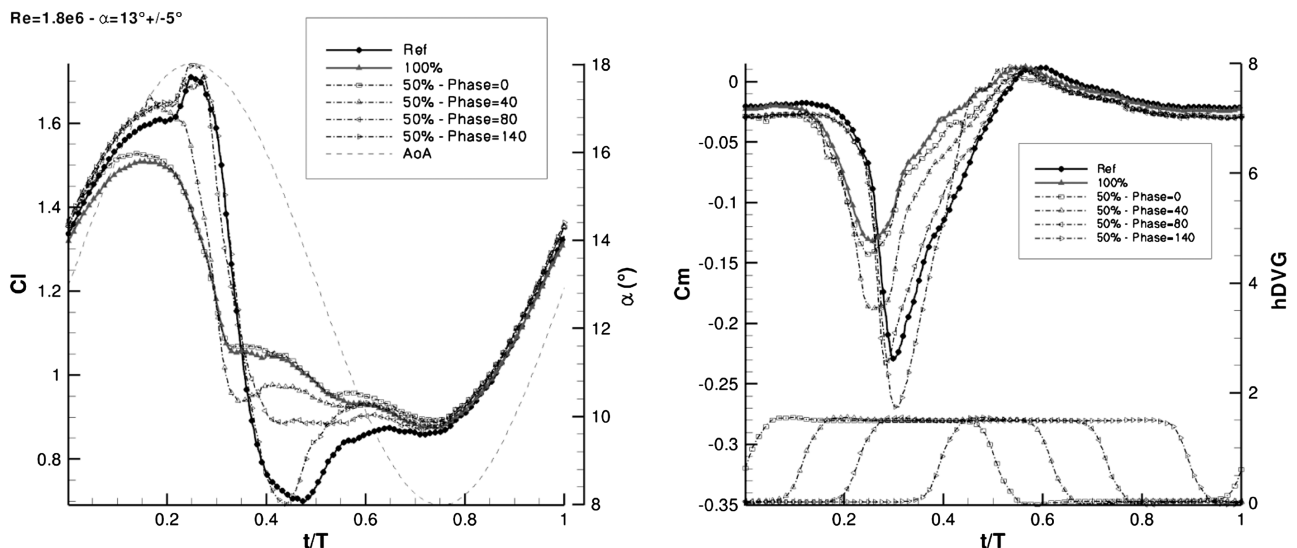 Re=1.8e6 - α=13°+/-5°
Ref
100%
50% - Phase=0
50% - Phase=40
50% - Phase=80
50% - Phase=140
AoA
Cl
1.6
1.4
1.2
1
0.8
0.2
0.4
0.6
0.8
1
t/T
18
16
14
12
10
8
α (°)
Ref
100%
50% - Phase=0
50% - Phase=40
50% - Phase=80
50% - Phase=140
Cm
0
-0.05
-0.1
-0.15
-0.2
-0.25
-0.3
-0.35
0.2
0.4
0.6
0.8
1
t/T
8
6
4
2
0
hDVG